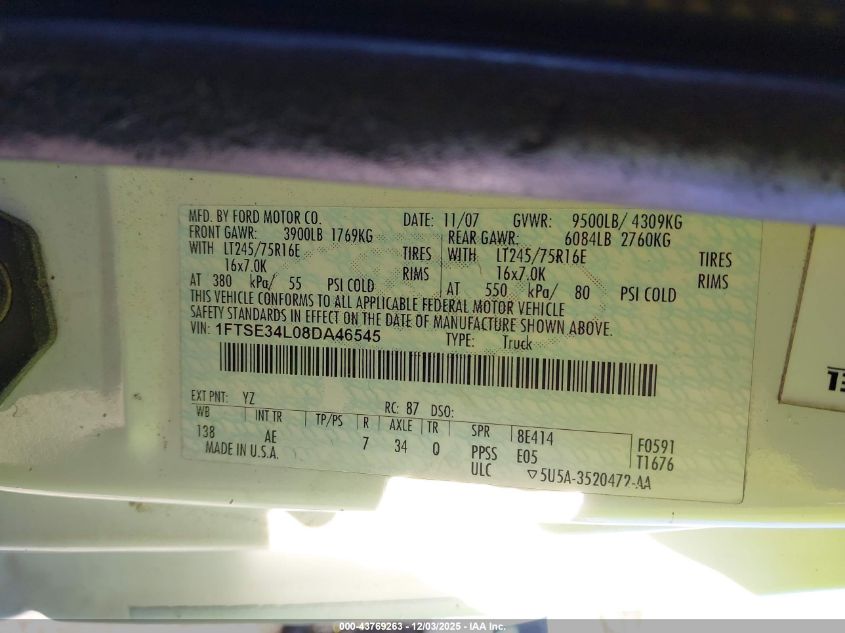 MFD. BY FORD MOTOR CO. DATE: 11/07 GVWR: 9500LB/ 4309KG
FRONT GAWR: 3900LB 1769KG REAR GAWR: 6084LB 2760KG
WITH LT245/75R16E TIRES WITH LT245/75R16E TIRES
16x7.0K RIMS 16x7.0K RIMS
AT 380 kPa/ 55 PSI COLD AT 550 kPa/ 80 PSI COLD
THIS VEHICLE CONFORMS TO ALL APPLICABLE FEDERAL MOTOR VEHICLE
SAFETY STANDARDS IN EFFECT ON THE DATE OF MANUFACTURE SHOWN ABOVE.
VIN: 1FTSE34L08DA46545 TYPE: Truck
EXT PNT: YZ RC: 87 DSO:
WB INT TR TP/PS R AXLE TR SPR 8E414 F0591
138 AE 7 34 0 PPSS E05 T1676
MADE IN U.S.A. ULC ▽5U5A-3520472-AA
000-43769263 - 12/03/2025 - IAA Inc.